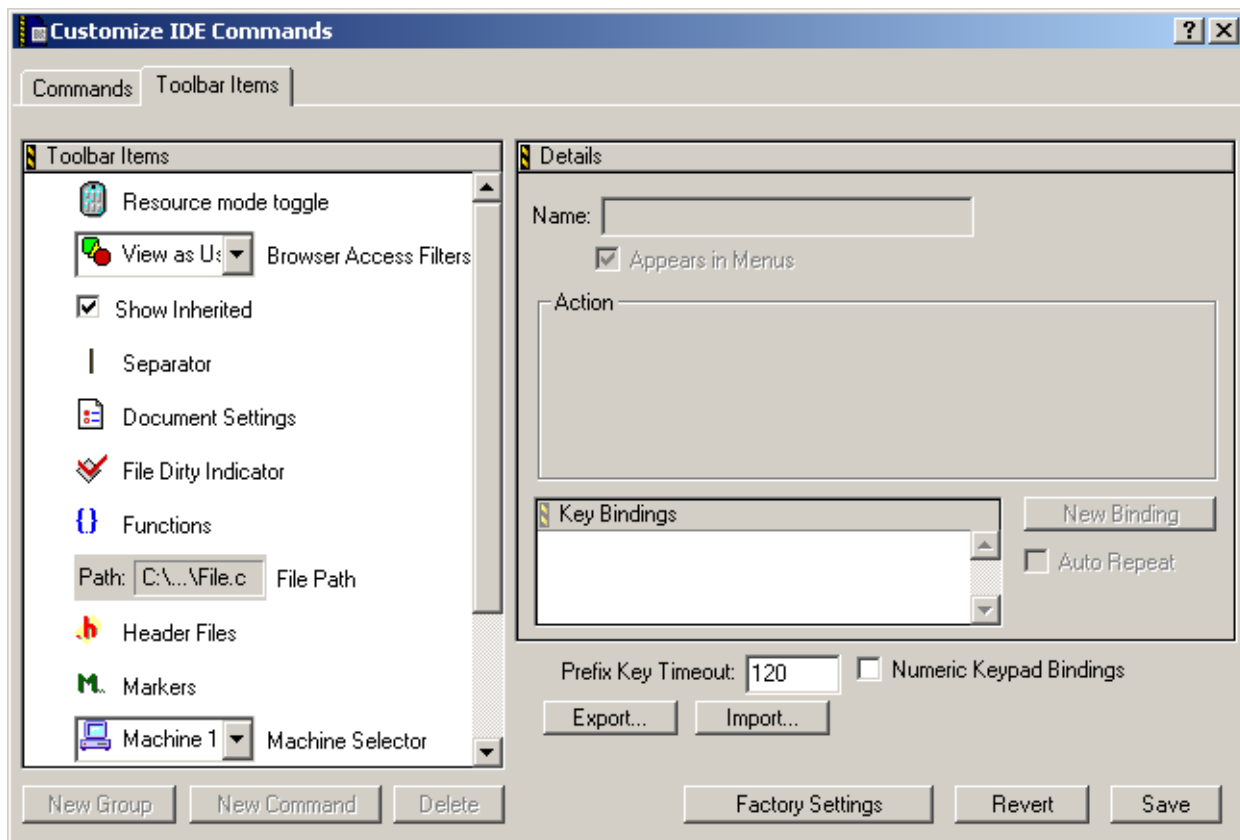 Customize IDE Commands
Commands
Toolbar Items
Toolbar Items
Resource mode toggle
View as Us
Browser Access Filters
Show Inherited
Separator
Document Settings
File Dirty Indicator
{} Functions
Path: C:\...\File.c
File Path
.h Header Files
M.. Markers
Machine 1
Machine Selector
New Group
New Command
Delete
Details
Name:
Appears in Menus
Action
Key Bindings
New Binding
Auto Repeat
Prefix Key Timeout: 120
Numeric Keypad Bindings
Export...
Import...
Factory Settings
Revert
Save